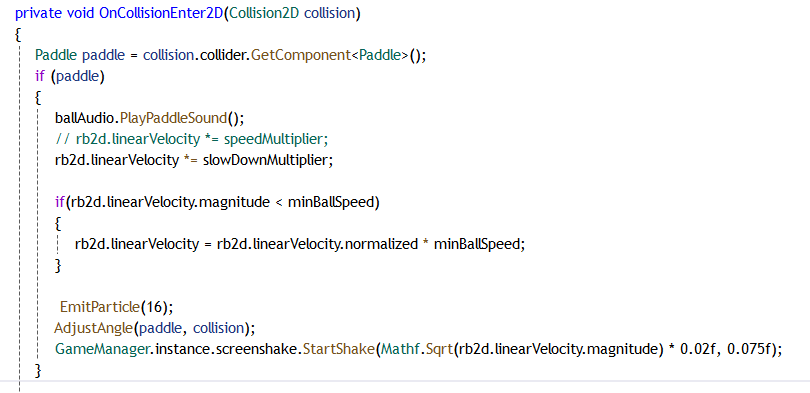 private void OnCollisionEnter2D(Collision2D collision)
{
Paddle paddle = collision.collider.GetComponent<Paddle>();
if (paddle)
{
ballAudio.PlayPaddleSound();
// rb2d.linearVelocity *= speedMultiplier;
rb2d.linearVelocity *= slowDownMultiplier;
if(rb2d.linearVelocity.magnitude < minBallSpeed)
{
rb2d.linearVelocity = rb2d.linearVelocity.normalized * minBallSpeed;
}
EmitParticle(16);
AdjustAngle(paddle, collision);
GameManager.instance.screenshake.StartShake(Mathf.Sqrt(rb2d.linearVelocity.magnitude) * 0.02f, 0.075f);
}